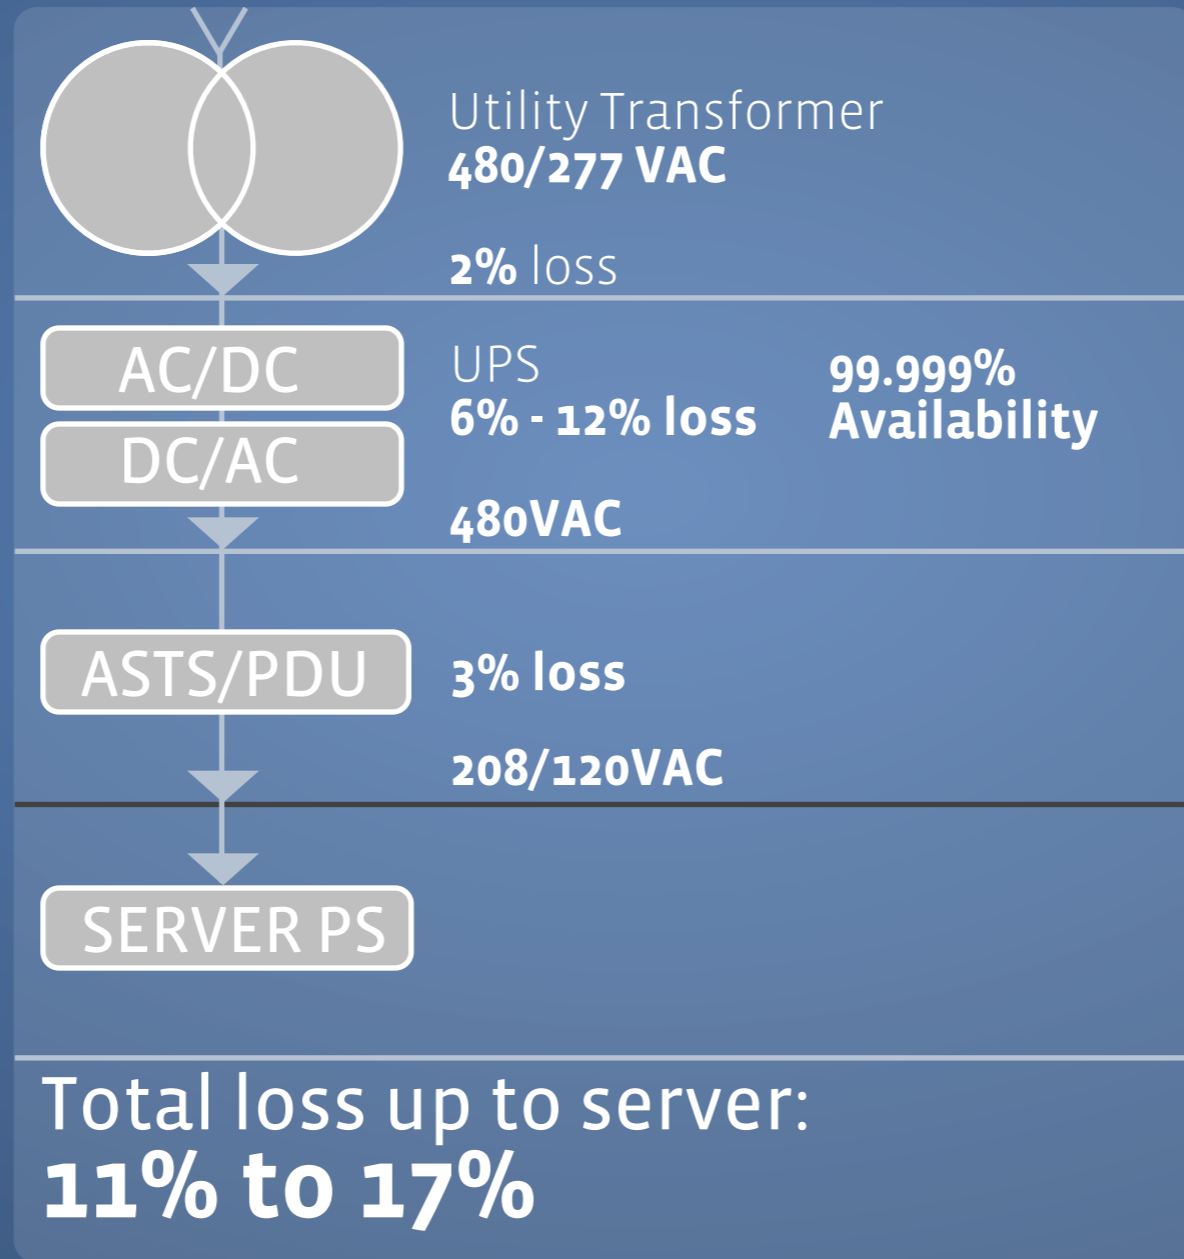 Utility Transformer
480/277 VAC
2% loss
AC/DC
DC/AC
UPS
6% - 12% loss
480VAC
99.999%
Availability
ASTS/PDU
3% loss
208/120VAC
SERVER PS
Total loss up to server:
11% to 17%